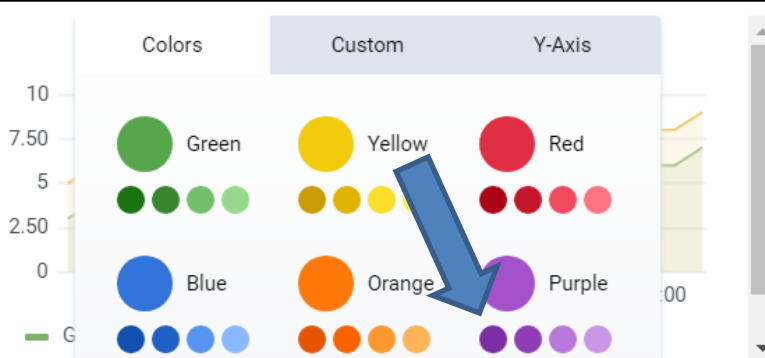 Colors Custom Y-Axis
10
Green Yellow Red
7.50
5
2.50
0
Blue Orange Purple
:00
G